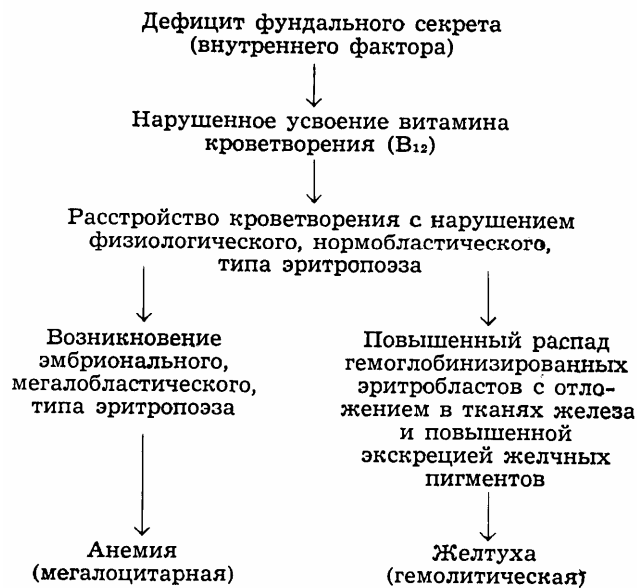 Дефицит фундального секрета
(внутреннего фактора)
Нарушенное усвоение витамина
кроветворения (В₁₂)
Расстройство кроветворения с нарушением
физиологического, нормобластического,
типа эритропоэза
Возникновение
эмбрионального,
мегалобластического,
типа эритропоэза
Повышенный распад
гемоглобинизированных
эритробластов с отло-
жением в тканях железа
и повышенной
экскрецией желчных
пигментов
Анемия
(мегалоцитарная)
Желтуха
(гемолитическая)